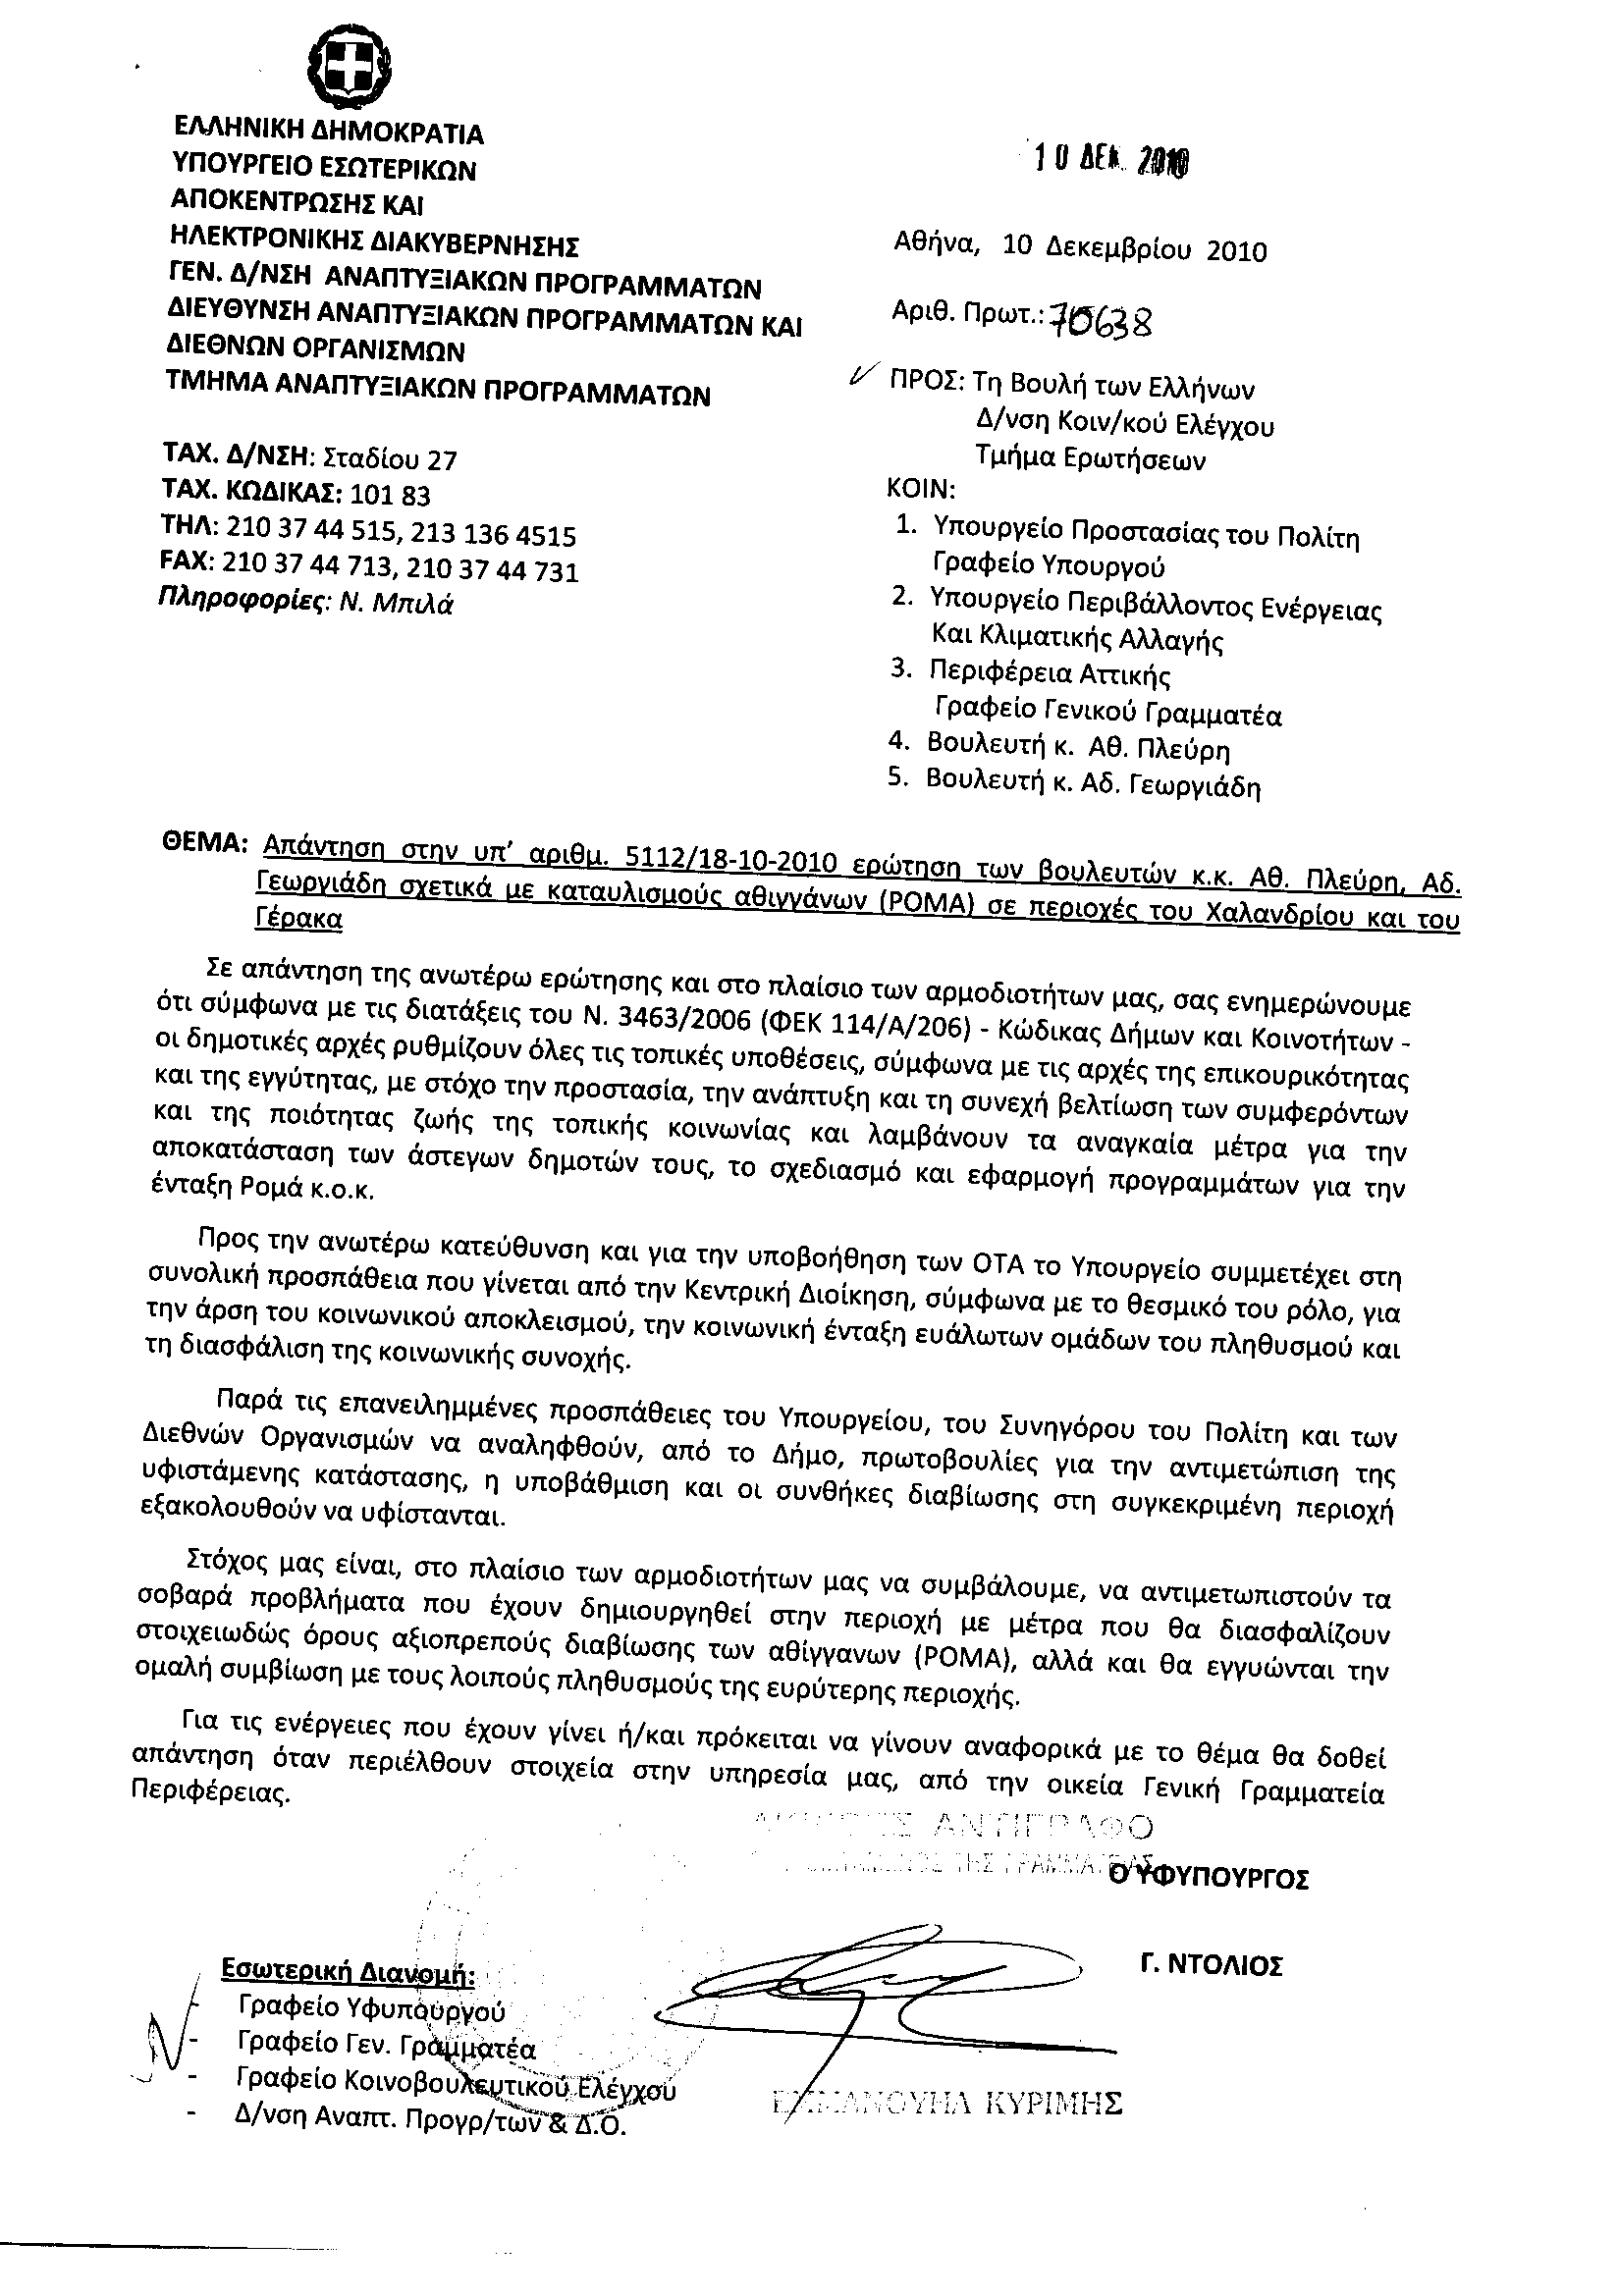 ΕΛΛΗΝΙΚΗ ΔΗΜΟΚΡΑΤΙΑ
ΥΠΟΥΡΓΕΙΟ ΕΣΩΤΕΡΙΚΩΝ
ΑΠΟΚΕΝΤΡΩΣΗΣ ΚΑΙ
ΗΛΕΚΤΡΟΝΙΚΗΣ ΔΙΑΚΥΒΕΡΝΗΣΗΣ
ΓΕΝ. Δ/ΝΣΗ ΑΝΑΠΤΥΞΙΑΚΩΝ ΠΡΟΓΡΑΜΜΑΤΩΝ
ΔΙΕΥΘΥΝΣΗ ΑΝΑΠΤΥΞΙΑΚΩΝ ΠΡΟΓΡΑΜΜΑΤΩΝ ΚΑΙ
ΔΙΕΘΝΩΝ ΟΡΓΑΝΙΣΜΩΝ
ΤΜΗΜΑ ΑΝΑΠΤΥΞΙΑΚΩΝ ΠΡΟΓΡΑΜΜΑΤΩΝ
ΤΑΧ. Δ/ΝΣΗ: Σταδίου 27
ΤΑΧ. ΚΩΔΙΚΑΣ: 101 83
ΤΗΛ: 210 37 44 515, 213 136 4515
FAX: 210 37 44 713, 210 37 44 731
Πληροφορίες: Ν. Μπιλά
10 ΔΕΚ. 2010
Αθήνα, 10 Δεκεμβρίου 2010
Αριθ. Πρωτ.: 70638
ΠΡΟΣ: Τη Βουλή των Ελλήνων
Δ/νση Κοιν/κού Ελέγχου
Τμήμα Ερωτήσεων
ΚΟΙΝ:
1. Υπουργείο Προστασίας του Πολίτη
Γραφείο Υπουργού
2. Υπουργείο Περιβάλλοντος Ενέργειας
Και Κλιματικής Αλλαγής
3. Περιφέρεια Αττικής
Γραφείο Γενικού Γραμματέα
4. Βουλευτή κ. Αθ. Πλεύρη
5. Βουλευτή κ. Αδ. Γεωργιάδη
ΘΕΜΑ: Απάντηση στην υπ’ αριθμ. 5112/18-10-2010 ερώτηση των βουλευτών κ.κ. Αθ. Πλεύρη, Αδ.
Γεωργιάδη σχετικά με καταυλισμούς αθιγγάνων (ΡΟΜΑ) σε περιοχές του Χαλανδρίου και του
Γέρακα
Σε απάντηση της ανωτέρω ερώτησης και στο πλαίσιο των αρμοδιοτήτων μας, σας ενημερώνουμε
ότι σύμφωνα με τις διατάξεις του Ν. 3463/2006 (ΦΕΚ 114/Α/206) - Κώδικας Δήμων και Κοινοτήτων -
οι δημοτικές αρχές ρυθμίζουν όλες τις τοπικές υποθέσεις, σύμφωνα με τις αρχές της επικουρικότητας
και της εγγύτητας, με στόχο την προστασία, την ανάπτυξη και τη συνεχή βελτίωση των συμφερόντων
και της ποιότητας ζωής της τοπικής κοινωνίας και λαμβάνουν τα αναγκαία μέτρα για την
αποκατάσταση των άστεγων δημοτών τους, το σχεδιασμό και εφαρμογή προγραμμάτων για την
ένταξη Ρομά κ.ο.κ.
Προς την ανωτέρω κατεύθυνση και για την υποβοήθηση των ΟΤΑ το Υπουργείο συμμετέχει στη
συνολική προσπάθεια που γίνεται από την Κεντρική Διοίκηση, σύμφωνα με το θεσμικό του ρόλο, για
την άρση του κοινωνικού αποκλεισμού, την κοινωνική ένταξη ευάλωτων ομάδων του πληθυσμού και
τη διασφάλιση της κοινωνικής συνοχής.
Παρά τις επανειλημμένες προσπάθειες του Υπουργείου, του Συνηγόρου του Πολίτη και των
Διεθνών Οργανισμών να αναληφθούν, από το Δήμο, πρωτοβουλίες για την αντιμετώπιση της
υφιστάμενης κατάστασης, η υποβάθμιση και οι συνθήκες διαβίωσης στη συγκεκριμένη περιοχή
εξακολουθούν να υφίστανται.
Στόχος μας είναι, στο πλαίσιο των αρμοδιοτήτων μας να συμβάλουμε, να αντιμετωπιστούν τα
σοβαρά προβλήματα που έχουν δημιουργηθεί στην περιοχή με μέτρα που θα διασφαλίζουν
στοιχειωδώς όρους αξιοπρεπούς διαβίωσης των αθίγγανων (ΡΟΜΑ), αλλά και θα εγγυώνται την
ομαλή συμβίωση με τους λοιπούς πληθυσμούς της ευρύτερης περιοχής.
Για τις ενέργειες που έχουν γίνει ή/και πρόκειται να γίνουν αναφορικά με το θέμα θα δοθεί
απάντηση όταν περιέλθουν στοιχεία στην υπηρεσία μας, από την οικεία Γενική Γραμματεία
Περιφέρειας.
ΑΝΤΙΓΡΑΦΟ
ΤΗΣ ΓΡΑΜΜΑΤΕΙΑΣ
Ο ΥΦΥΠΟΥΡΓΟΣ
Γ. ΝΤΟΛΙΟΣ
Εσωτερική Διανομή:
- Γραφείο Υφυπουργού
- Γραφείο Γεν. Γραμματέα
- Γραφείο Κοινοβουλευτικού Ελέγχου
- Δ/νση Αναπτ. Προγρ/των & Δ.Ο.
ΕΜΜΑΝΟΥΗΛ ΚΥΡΙΜΗΣ